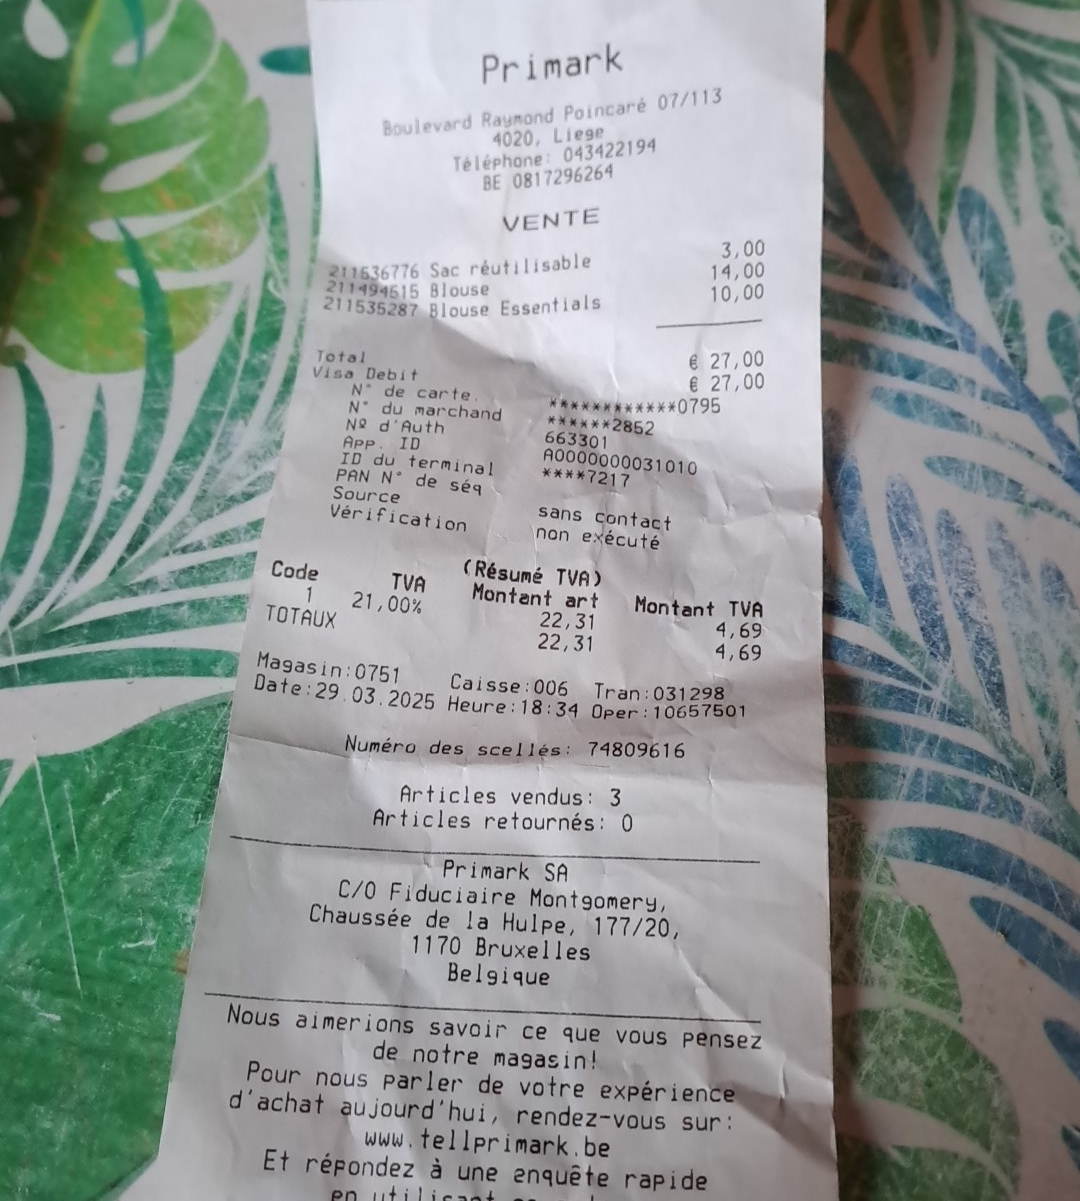 Primark
Boulevard Raymond Poincaré 07/113
4020, Liege
Téléphone: 043422194
BE 0817296264
VENTE
211536776 Sac réutilisable 3,00
211494615 Blouse 14,00
211535287 Blouse Essentials 10,00
Total € 27,00
Visa Debit € 27,00
N° de carte. ************0795
N° du marchand ******2852
Nº d'Auth 663301
App. ID A0000000031010
ID du terminal ****7217
PAN N° de séq
Source sans contact
Vérification non exécuté
(Résumé TVA)
Code TVA Montant art Montant TVA
1 21,00% 22,31 4,69
TOTAUX 22,31 4,69
Magasin:0751 Caisse:006 Tran:031298
Date:29.03.2025 Heure:18:34 Oper:10657501
Numéro des scellés: 74809616
Articles vendus: 3
Articles retournés: 0
Primark SA
C/O Fiduciaire Montgomery,
Chaussée de la Hulpe, 177/20,
1170 Bruxelles
Belgique
Nous aimerions savoir ce que vous pensez
de notre magasin!
Pour nous parler de votre expérience
d'achat aujourd'hui, rendez-vous sur:
www.tellprimark.be
Et répondez à une enquête rapide
en utilisant